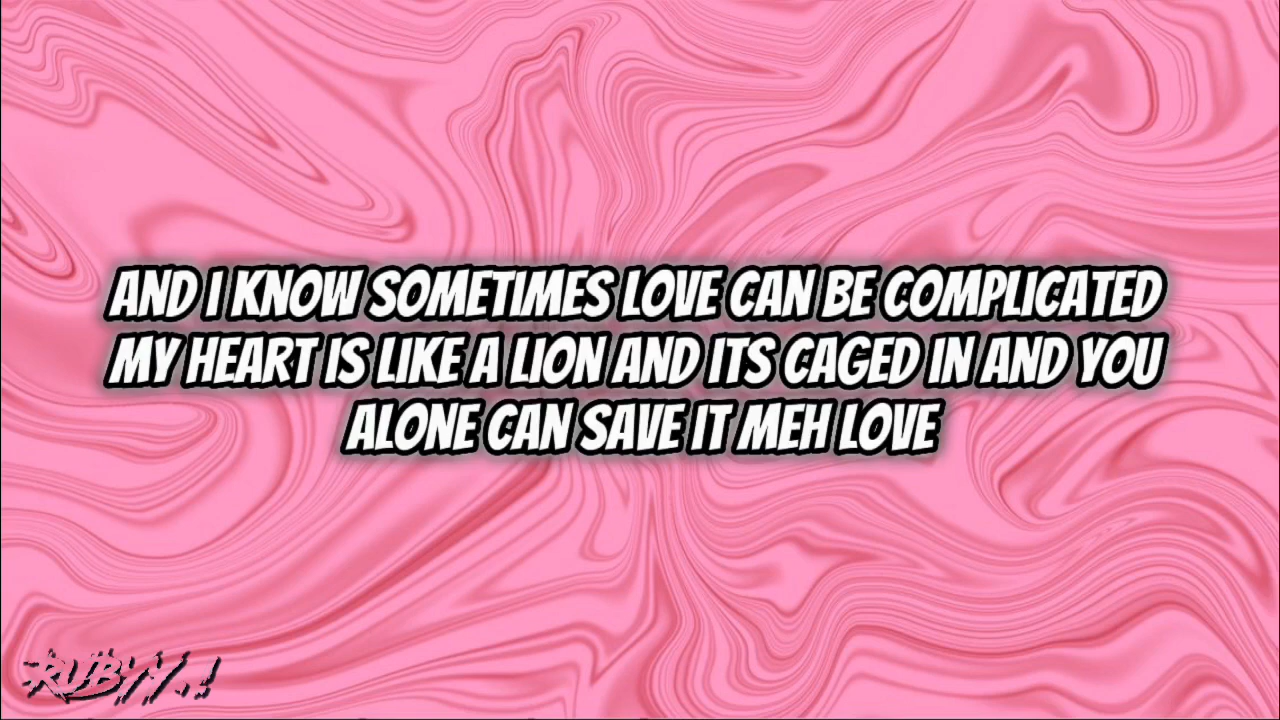 AND I KNOW SOMETIMES LOVE CAN BE COMPLICATED
MY HEART IS LIKE A LION AND ITS CAGED IN AND YOU
ALONE CAN SAVE IT MEH LOVE
RUBYY.!